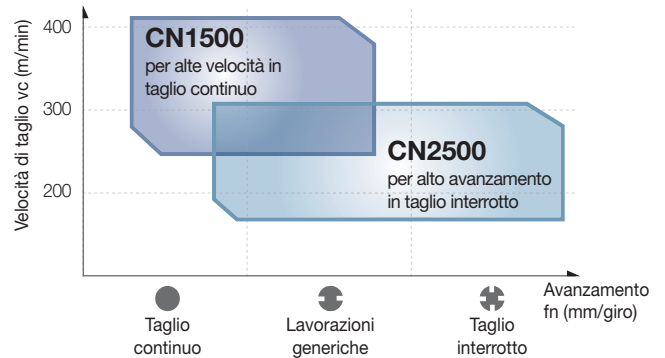 Velocità di taglio vc (m/min)
400
300
200
CN1500
per alte velocità in
taglio continuo
CN2500
per alto avanzamento
in taglio interrotto
Taglio
continuo
Lavorazioni
generiche
Taglio
interrotto
Avanzamento
fn (mm/giro)